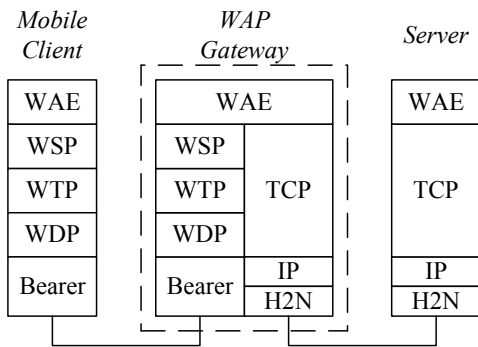 Mobile
Client
WAP
Gateway
Server
WAE
WAE
WAE
WSP
WSP
WTP
WTP
TCP
TCP
WDP
WDP
Bearer
Bearer
IP
H2N
IP
H2N